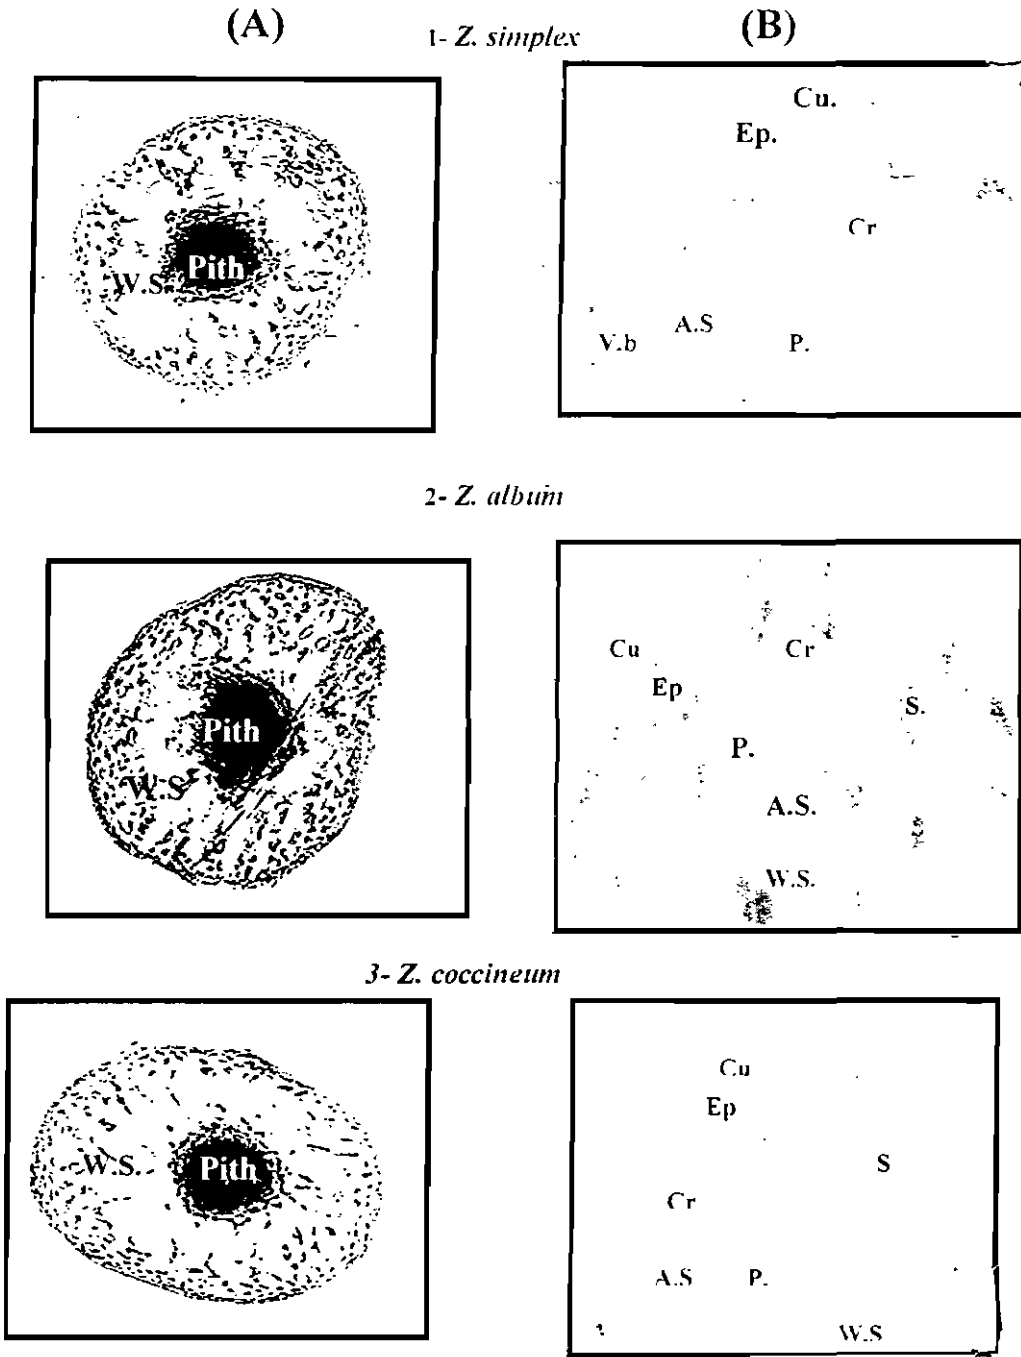 (A)
(B)
1- Z. simplex
Pith
W.S.
Cu.
Ep.
Cr
A.S
V.b
P.
2- Z. album
Pith
W.S
Cu
Cr
Ep
S.
P.
A.S.
W.S.
3- Z. coccineum
W.S.
Pith
Cu
Ep
S
Cr
A.S
P.
W.S